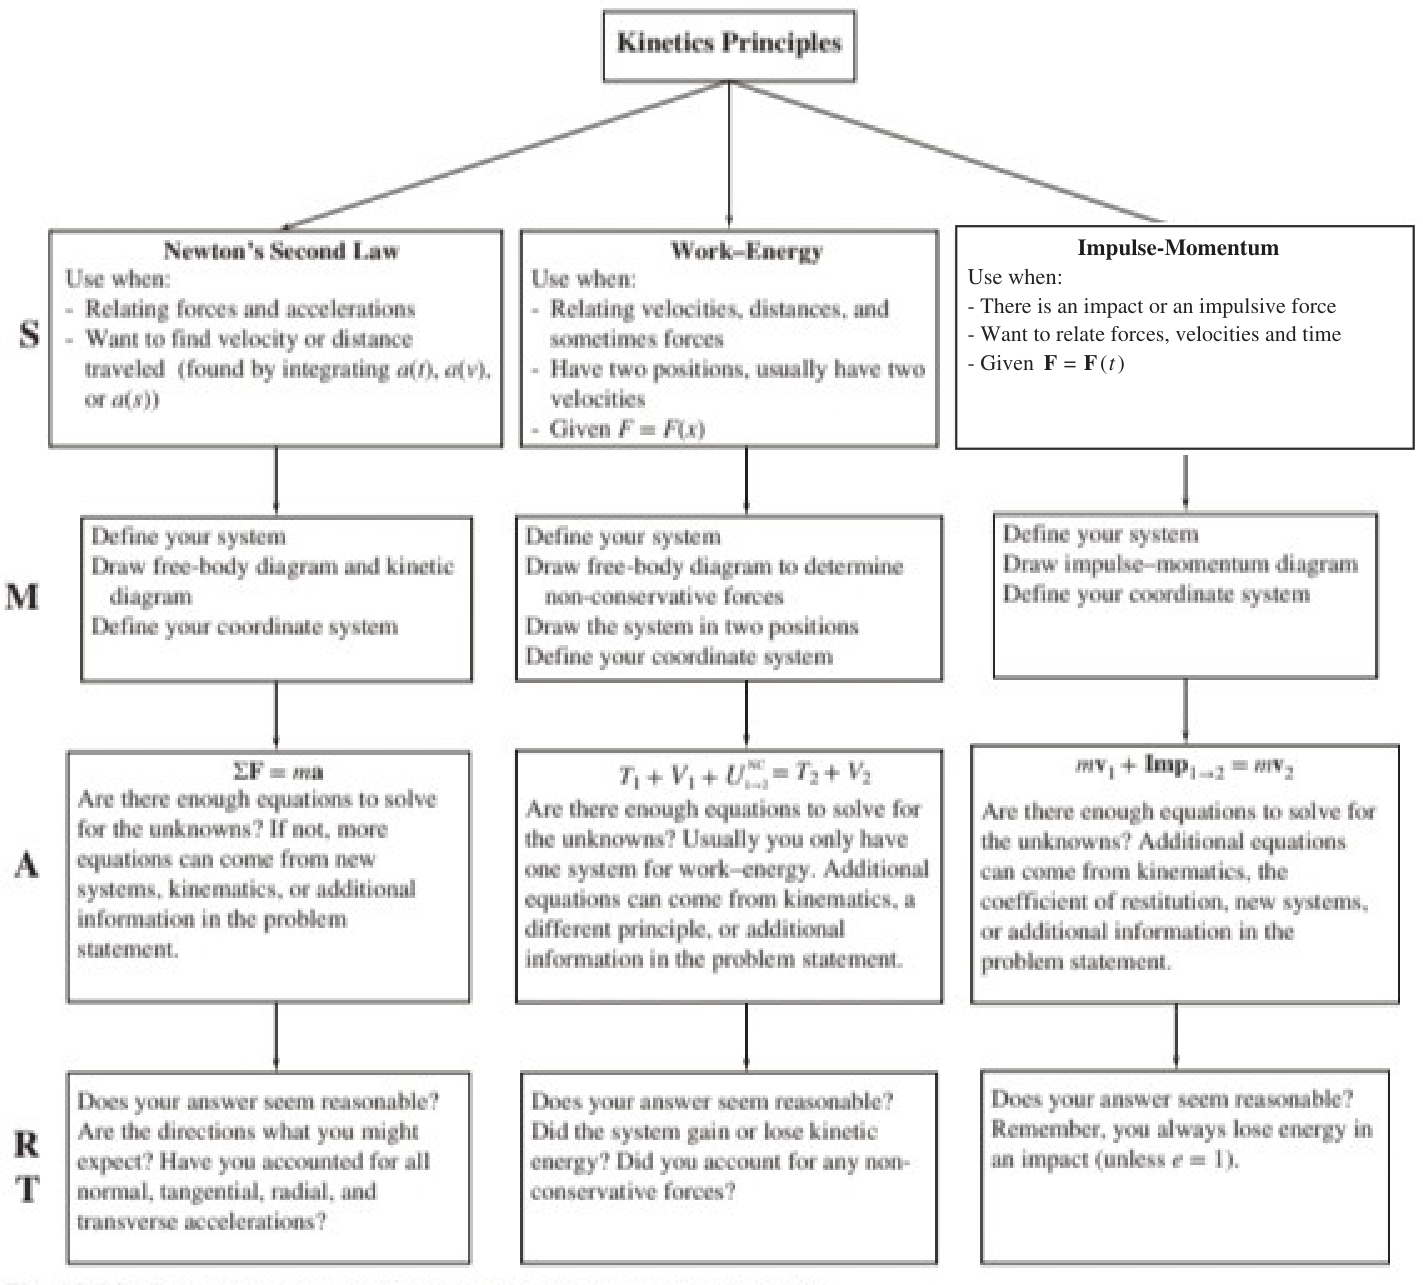 Kinetics Principles
S
Newton's Second Law
Use when:
- Relating forces and accelerations
- Want to find velocity or distance
traveled (found by integrating a(t), a(v),
or a(s))
Work–Energy
Use when:
- Relating velocities, distances, and
sometimes forces
- Have two positions, usually have two
velocities
- Given F = F(x)
Impulse-Momentum
Use when:
- There is an impact or an impulsive force
- Want to relate forces, velocities and time
- Given F = F(t)
M
Define your system
Draw free-body diagram and kinetic
diagram
Define your coordinate system
Define your system
Draw free-body diagram to determine
non-conservative forces
Draw the system in two positions
Define your coordinate system
Define your system
Draw impulse–momentum diagram
Define your coordinate system
A
ΣF = ma
Are there enough equations to solve
for the unknowns? If not, more
equations can come from new
systems, kinematics, or additional
information in the problem
statement.
T₁ + V₁ + U₁→₂ᴺᶜ = T₂ + V₂
Are there enough equations to solve for
the unknowns? Usually you only have
one system for work–energy. Additional
equations can come from kinematics, a
different principle, or additional
information in the problem statement.
mv₁ + Imp₁→₂ = mv₂
Are there enough equations to solve for
the unknowns? Additional equations
can come from kinematics, the
coefficient of restitution, new systems,
or additional information in the
problem statement.
R
T
Does your answer seem reasonable?
Are the directions what you might
expect? Have you accounted for all
normal, tangential, radial, and
transverse accelerations?
Does your answer seem reasonable?
Did the system gain or lose kinetic
energy? Did you account for any non-
conservative forces?
Does your answer seem reasonable?
Remember, you always lose energy in
an impact (unless e = 1).